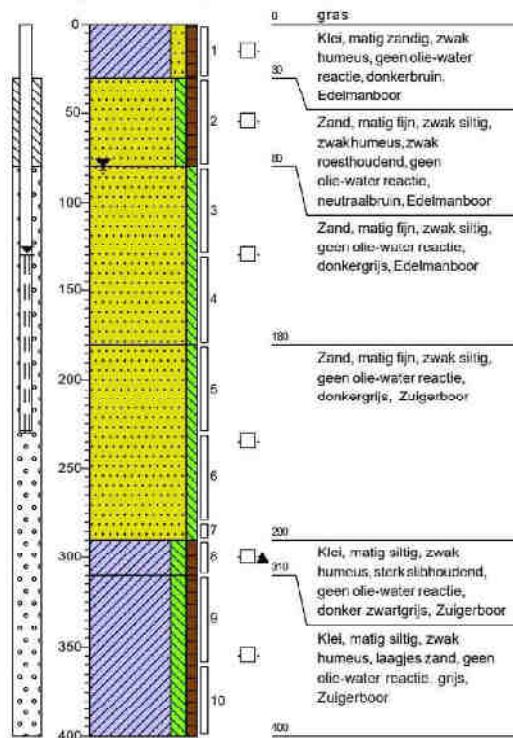 0
50
100
150
200
250
300
350
400
1
2
3
4
5
6
7
8
9
10
0
gras
Klei, matig zandig, zwak
humeus, geen olie-water
reactie, donkerbruin,
Edelmanboor
30
Zand, matig fijn, zwak siltig,
zwakhumeus, zwak
roesthoudend, geen
olie-water reactie,
neutraalbruin, Edelmanboor
80
Zand, matig fijn, zwak siltig,
geen olie-water reactie,
donkergrijs, Edelmanboor
180
Zand, matig fijn, zwak siltig,
geen olie-water reactie,
donkergrijs, Zuigerboor
290
Klei, matig siltig, zwak
humeus, sterk slibhoudend,
geen olie-water reactie,
donker zwartgrijs, Zuigerboor
310
Klei, matig siltig, zwak
humeus, laagjes zand, geen
olie-water reactie, grijs,
Zuigerboor
400